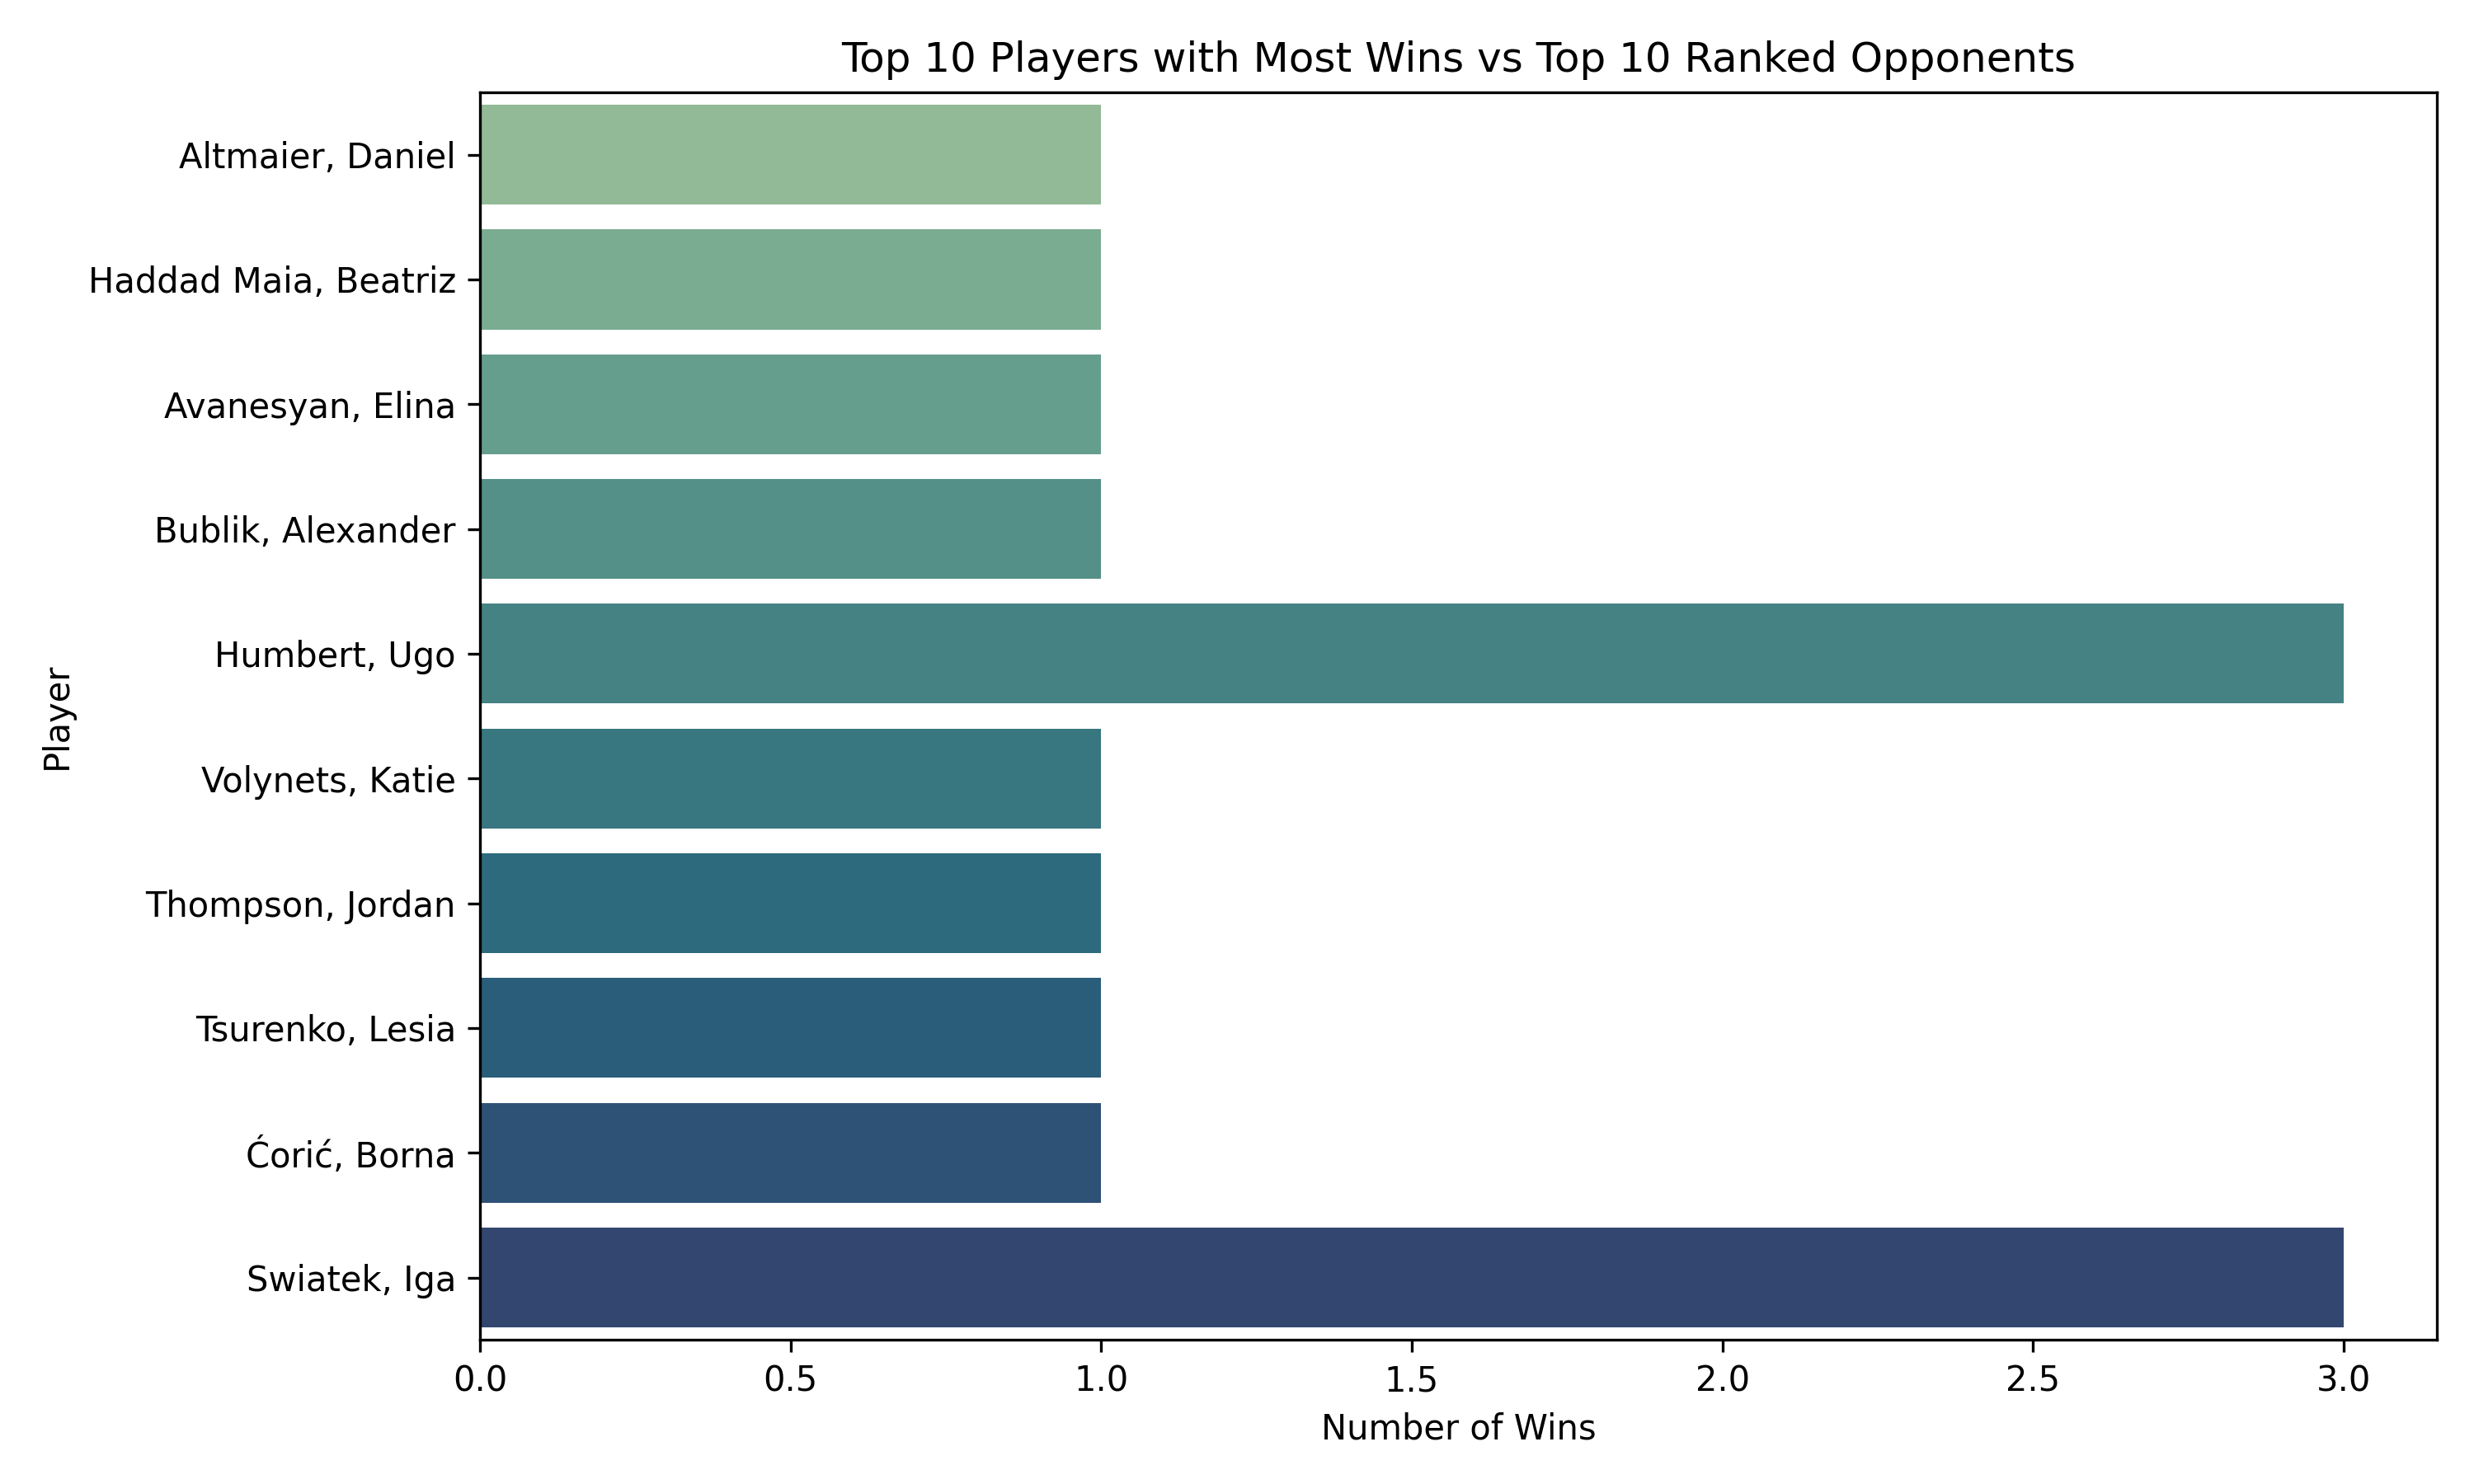 Top 10 Players with Most Wins vs Top 10 Ranked Opponents
Player
Altmaier, Daniel
Haddad Maia, Beatriz
Avanesyan, Elina
Bublik, Alexander
Humbert, Ugo
Volynets, Katie
Thompson, Jordan
Tsurenko, Lesia
Ćorić, Borna
Swiatek, Iga
0.0 0.5 1.0 1.5 2.0 2.5 3.0
Number of Wins